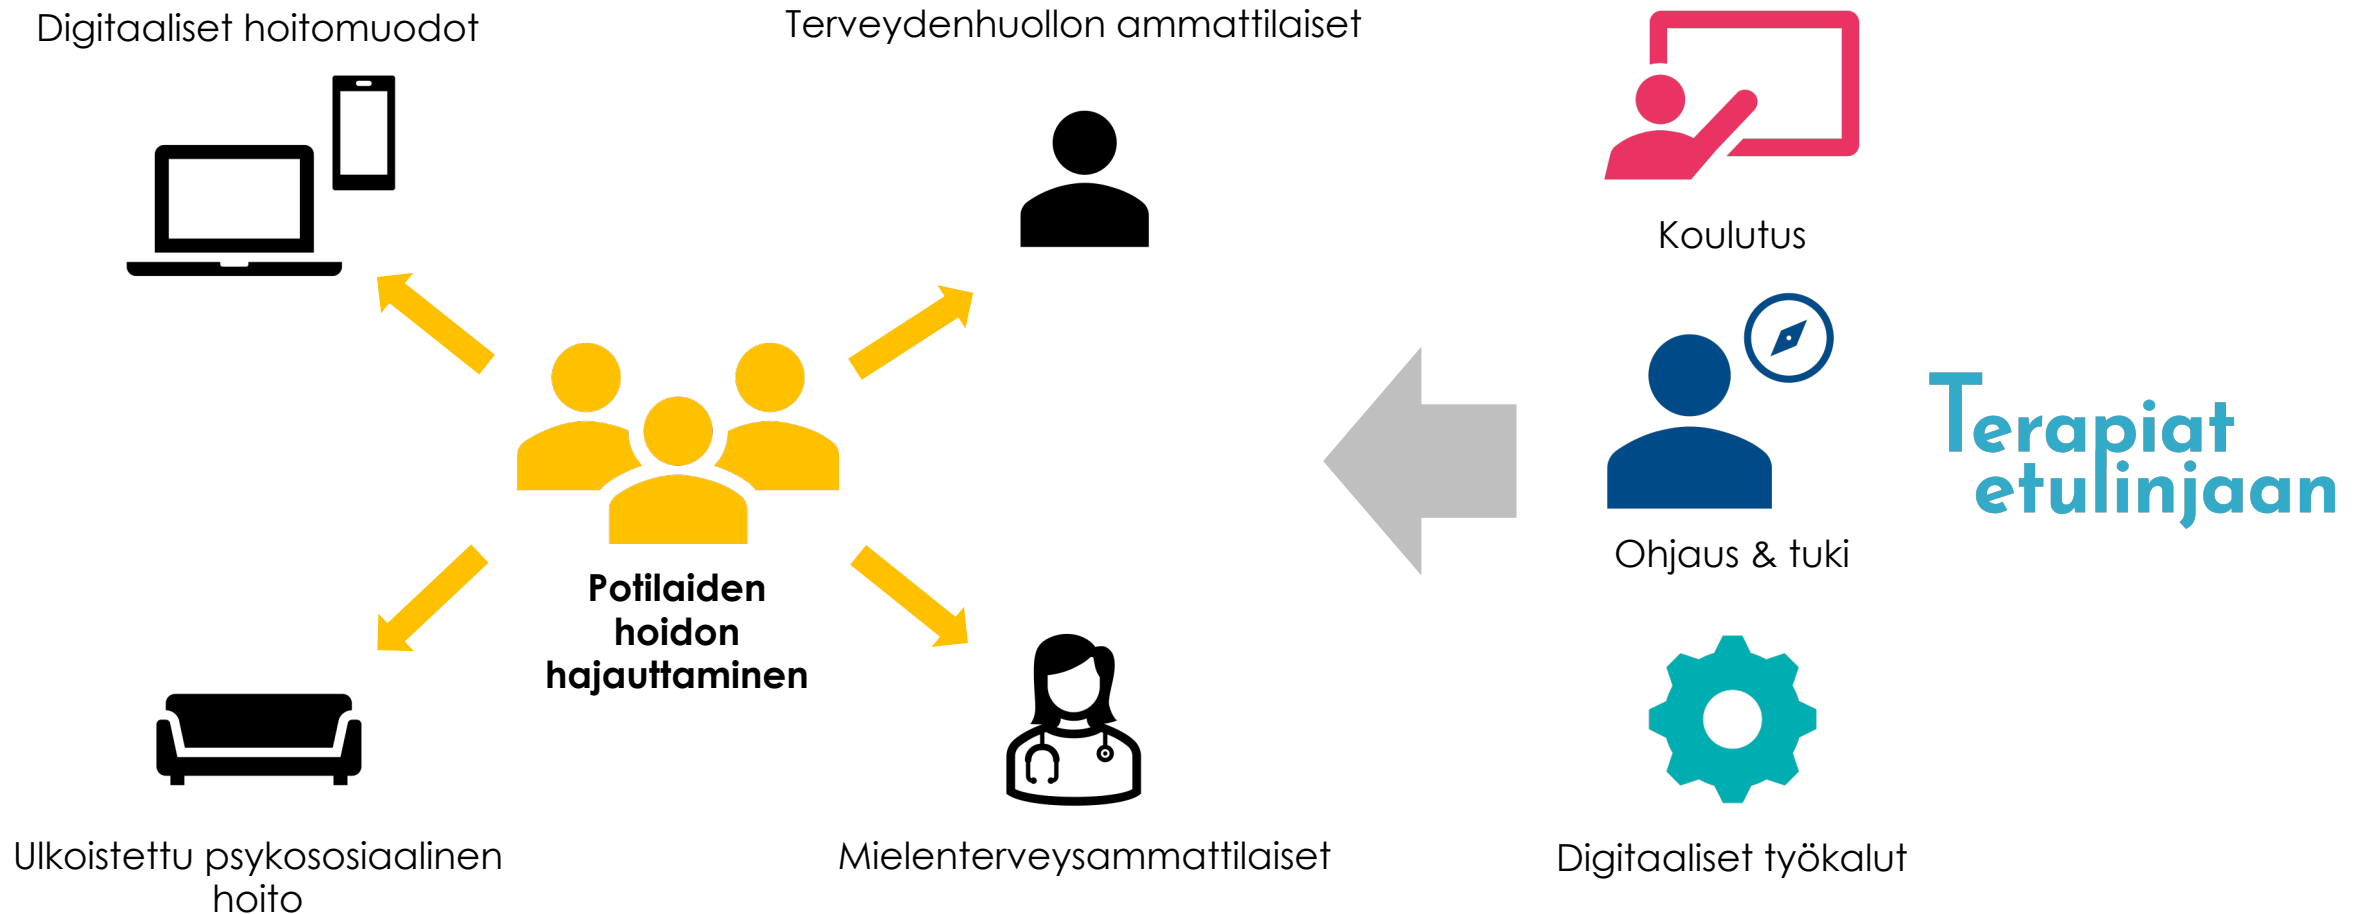 Digitaaliset hoitomuodot
Terveydenhuollon ammattilaiset
Koulutus
Ohjaus & tuki
Terapiat
etulinjaan
Potilaiden
hoidon
hajauttaminen
Ulkoistettu psykososiaalinen
hoito
Mielenterveysammattilaiset
Digitaaliset työkalut